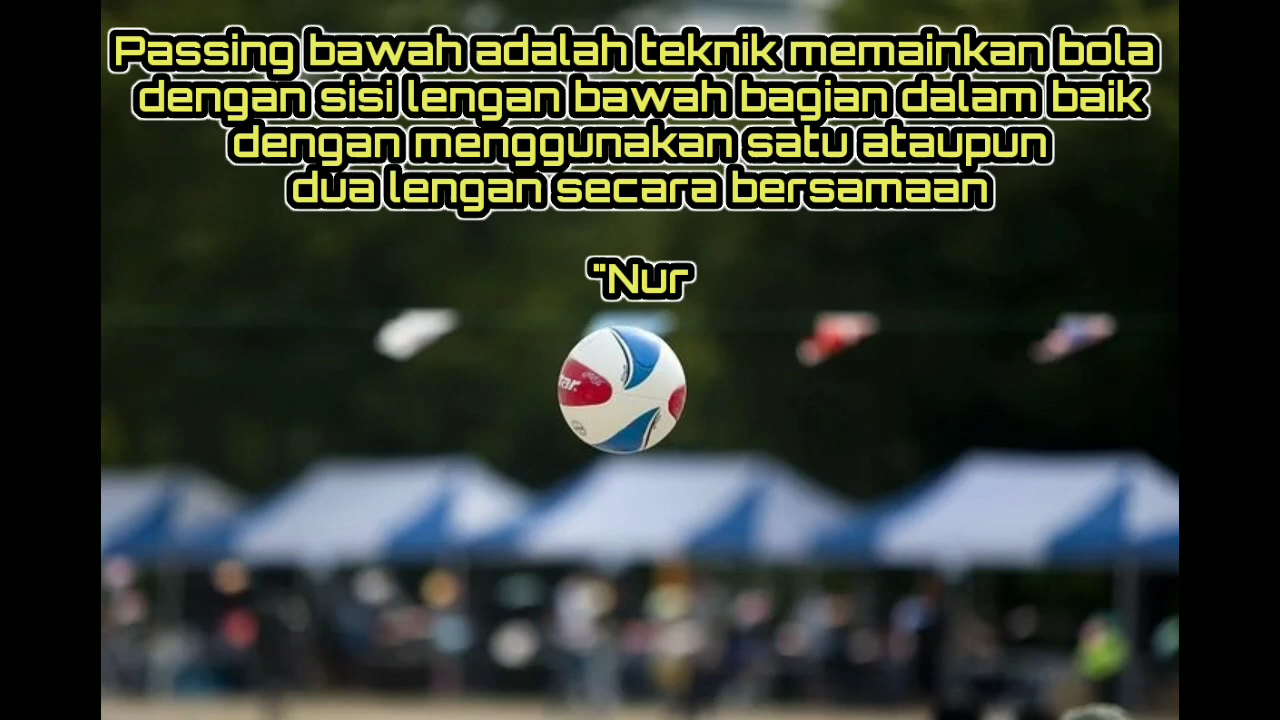 Passing bawah adalah teknik memainkan bola
dengan sisi lengan bawah bagian dalam baik
dengan menggunakan satu ataupun
dua lengan secara bersamaan
"Nur
tar.